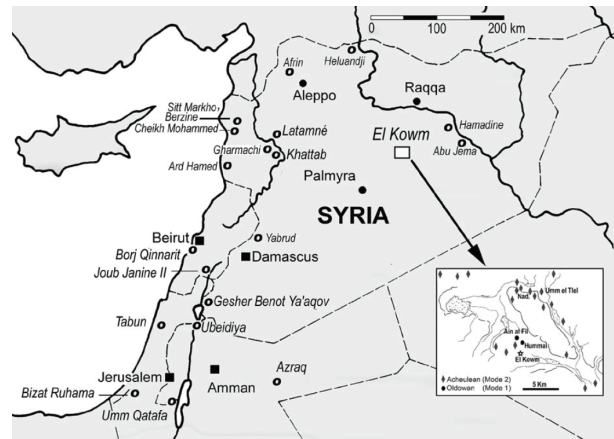 0 100 200 km
Afrin
Heluandji
Aleppo
Raqqa
Sitt Markho,
Berzine
Cheikh Mohammed
Latamné
Gharmachi
Khattab
Ard Hamed
El Kowm
Hamadine
Abu Jema
Palmyra
SYRIA
Beirut
Yabrud
Borj Qinnarit
Damascus
Joub Janine II
Gesher Benot Ya'aqov
Tabun
Ubeidiya
Jerusalem
Amman
Azraq
Bizat Ruhama
Umm Qatafa
Nad.
Umm el Tlel
Ain al Fil
Hummal
El Kowm
Acheulean (Mode 2)
Oldowan (Mode 1)
5 Km